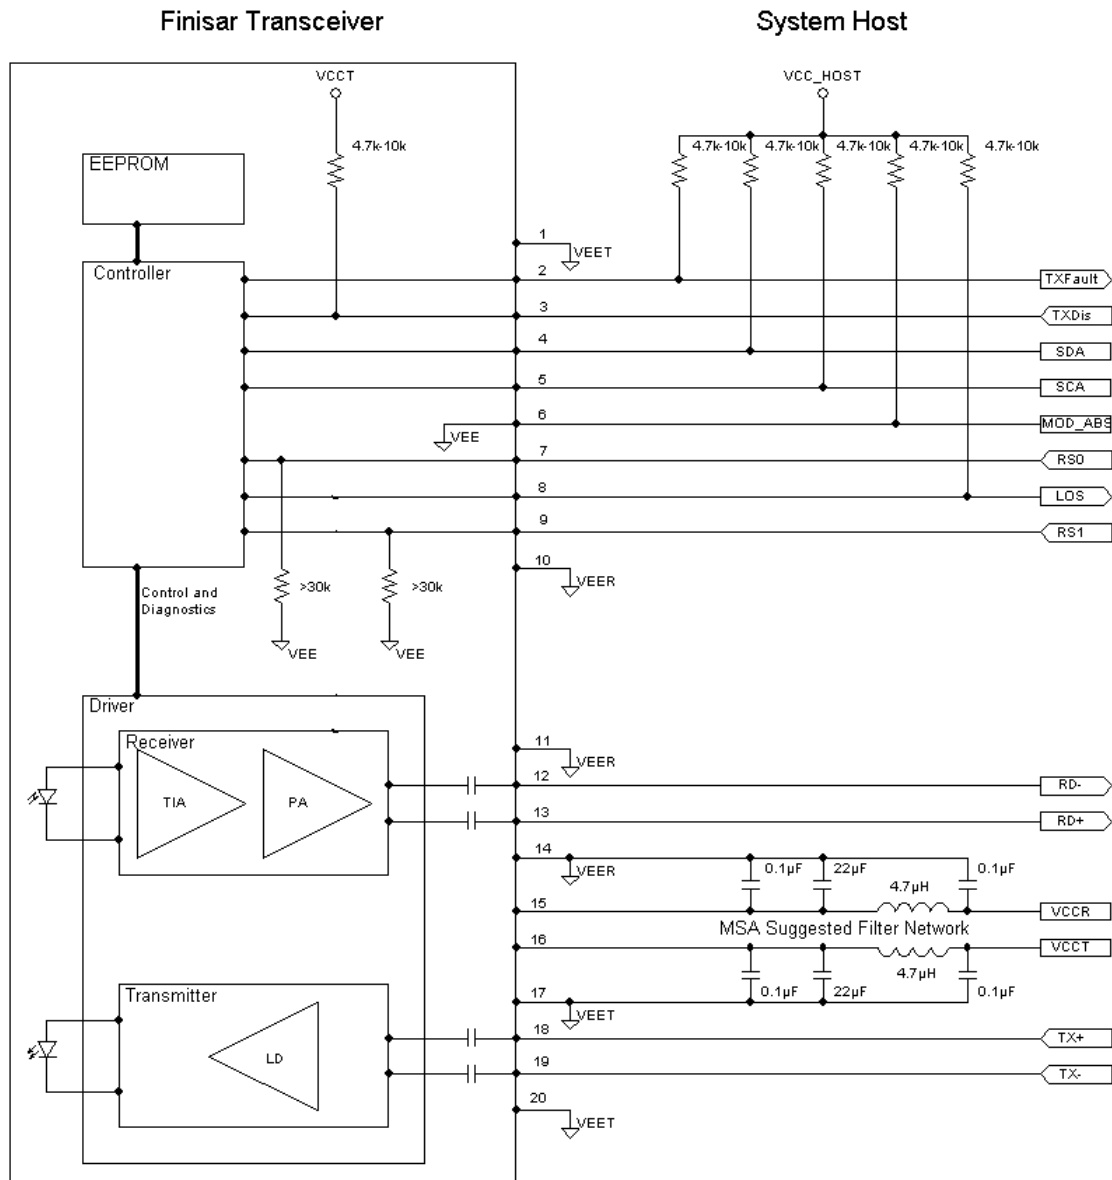 Finisar Transceiver
System Host
VCCT
VCC_HOST
4.7k-10k
4.7k-10k
4.7k-10k
4.7k-10k
4.7k-10k
4.7k-10k
EEPROM
Controller
1
VEET
2
TXFault
3
TXDis
4
SDA
5
SCA
6
VEE
MOD_ABS
7
RS0
8
LOS
9
RS1
10
VEER
>30k
>30k
Control and
Diagnostics
VEE
VEE
Driver
Receiver
TIA
PA
11
VEER
12
RD-
13
RD+
14
VEER
0.1µF
22µF
4.7µH
0.1µF
15
VCCR
MSA Suggested Filter Network
16
VCCT
4.7µH
0.1µF
22µF
0.1µF
17
VEET
Transmitter
LD
18
TX+
19
TX-
20
VEET